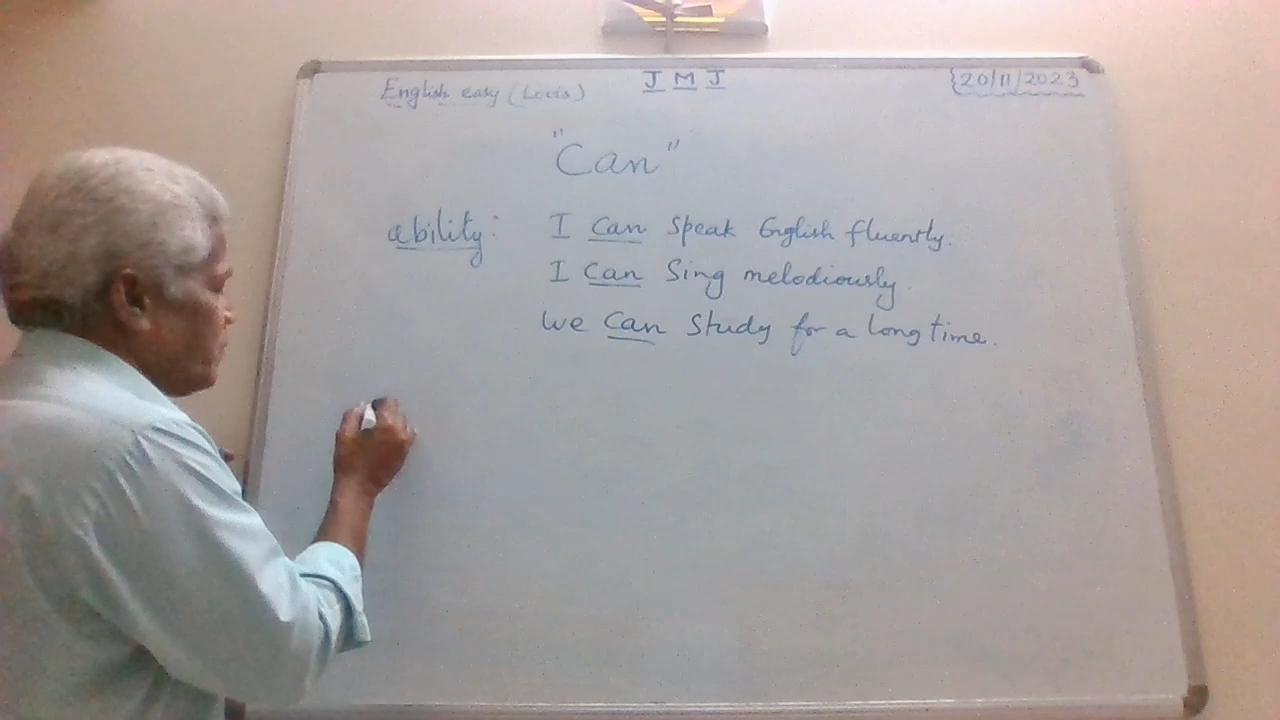 English easy (Louis)
J M J
20/11/2023
"Can"
ability: I can speak English fluently.
I can Sing melodiously.
We can study for a long time.